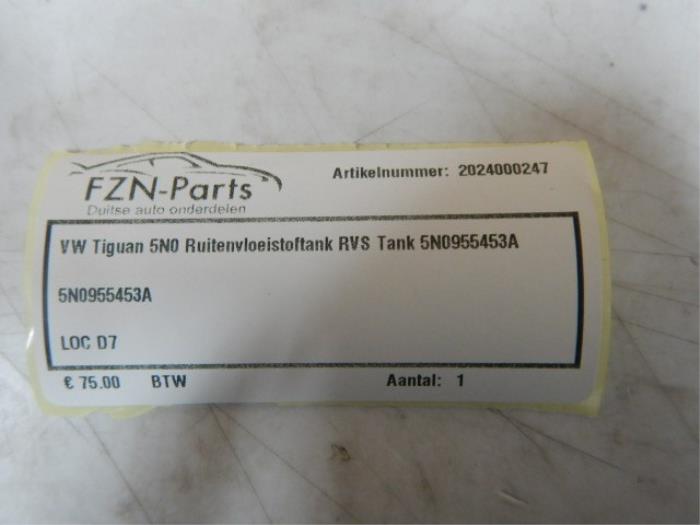 FZN-Parts
Duitse auto onderdelen
Artikelnummer: 2024000247
VW Tiguan 5N0 Ruitenvloeistoftank RVS Tank 5N0955453A
5N0955453A
LOC D7
€ 75.00 BTW Aantal: 1